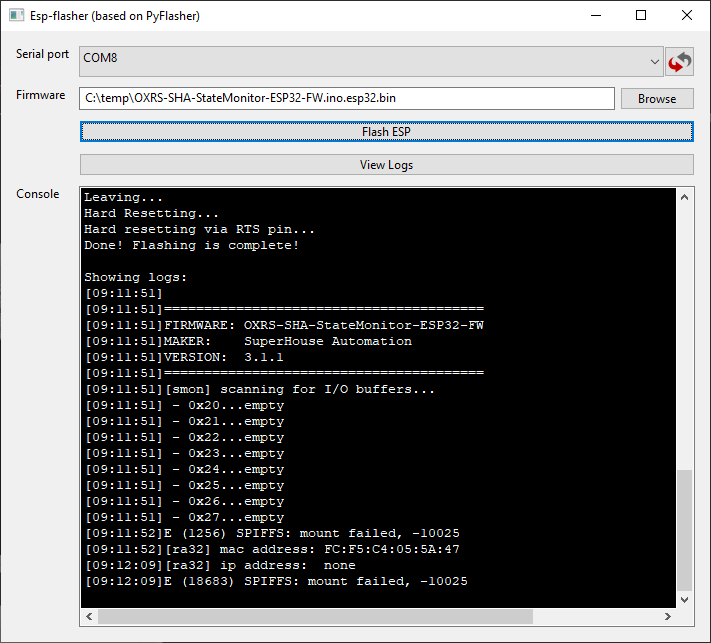 Esp-flasher (based on PyFlasher)
Serial port
COM8
Firmware
C:\temp\OXRS-SHA-StateMonitor-ESP32-FW.ino.esp32.bin
Browse
Flash ESP
View Logs
Console
Leaving...
Hard Resetting...
Hard resetting via RTS pin...
Done! Flashing is complete!
Showing logs:
[09:11:51]
[09:11:51]========================================
[09:11:51]FIRMWARE: OXRS-SHA-StateMonitor-ESP32-FW
[09:11:51]MAKER:    SuperHouse Automation
[09:11:51]VERSION:  3.1.1
[09:11:51]========================================
[09:11:51][smon] scanning for I/O buffers...
[09:11:51] - 0x20...empty
[09:11:51] - 0x21...empty
[09:11:51] - 0x22...empty
[09:11:51] - 0x23...empty
[09:11:51] - 0x24...empty
[09:11:51] - 0x25...empty
[09:11:51] - 0x26...empty
[09:11:51] - 0x27...empty
[09:11:52]E (1256) SPIFFS: mount failed, -10025
[09:11:52][ra32] mac address: FC:F5:C4:05:5A:47
[09:12:09][ra32] ip address:  none
[09:12:09]E (18683) SPIFFS: mount failed, -10025